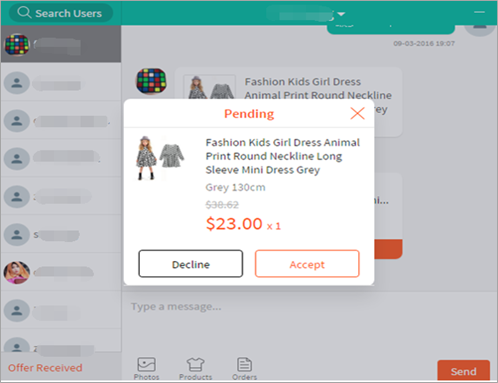 Search Users
09-03-2018 19:07
Fashion Kids Girl Dress
Animal Print Round Neckline
Pending
Fashion Kids Girl Dress Animal
Print Round Neckline Long
Sleeve Mini Dress Grey
Grey 130cm
$38.62
$23.00 x 1
Decline
Accept
Type a message...
Offer Received
Photos
Products
Orders
Send